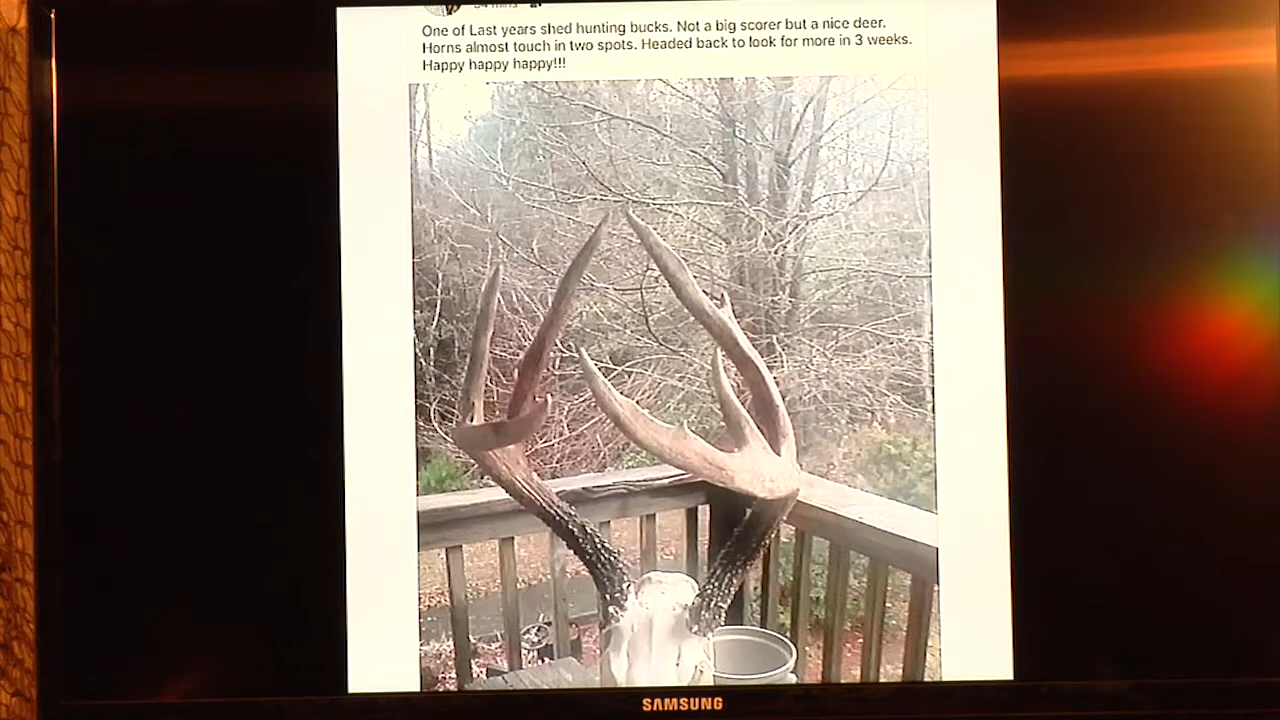 One of Last years shed hunting bucks. Not a big scorer but a nice deer.
Horns almost touch in two spots. Headed back to look for more in 3 weeks.
Happy happy happy!!!
SAMSUNG